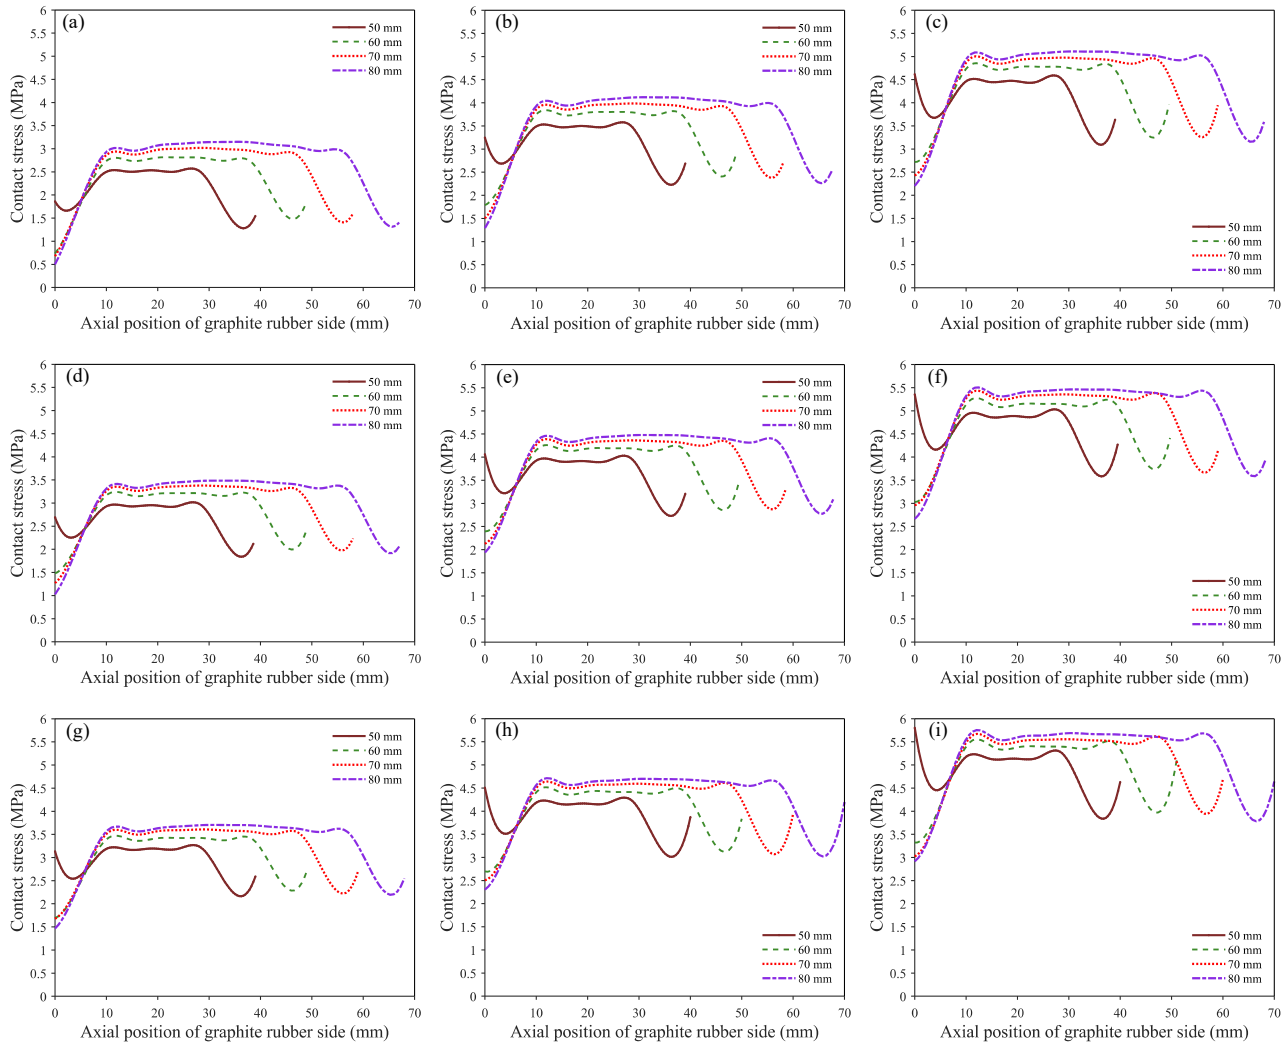 (a)
50 mm
60 mm
70 mm
80 mm
Contact stress (MPa)
6
5.5
5
4.5
4
3.5
3
2.5
2
1.5
1
0.5
0
0 10 20 30 40 50 60 70
Axial position of graphite rubber side (mm)
(b)
50 mm
60 mm
70 mm
80 mm
Contact stress (MPa)
6
5.5
5
4.5
4
3.5
3
2.5
2
1.5
1
0.5
0
0 10 20 30 40 50 60 70
Axial position of graphite rubber side (mm)
(c)
Contact stress (MPa)
6
5.5
5
4.5
4
3.5
3
2.5
2
1.5
1
0.5
0
50 mm
60 mm
70 mm
80 mm
0 10 20 30 40 50 60 70
Axial position of graphite rubber side (mm)
(d)
50 mm
60 mm
70 mm
80 mm
Contact stress (MPa)
6
5.5
5
4.5
4
3.5
3
2.5
2
1.5
1
0.5
0
0 10 20 30 40 50 60 70
Axial position of graphite rubber side (mm)
(e)
50 mm
60 mm
70 mm
80 mm
Contact stress (MPa)
6
5.5
5
4.5
4
3.5
3
2.5
2
1.5
1
0.5
0
0 10 20 30 40 50 60 70
Axial position of graphite rubber side (mm)
(f)
Contact stress (MPa)
6
5.5
5
4.5
4
3.5
3
2.5
2
1.5
1
0.5
0
50 mm
60 mm
70 mm
80 mm
0 10 20 30 40 50 60 70
Axial position of graphite rubber side (mm)
(g)
50 mm
60 mm
70 mm
80 mm
Contact stress (MPa)
6
5.5
5
4.5
4
3.5
3
2.5
2
1.5
1
0.5
0
0 10 20 30 40 50 60 70
Axial position of graphite rubber side (mm)
(h)
Contact stress (MPa)
6
5.5
5
4.5
4
3.5
3
2.5
2
1.5
1
0.5
0
50 mm
60 mm
70 mm
80 mm
0 10 20 30 40 50 60 70
Axial position of graphite rubber side (mm)
(i)
Contact stress (MPa)
6
5.5
5
4.5
4
3.5
3
2.5
2
1.5
1
0.5
0
50 mm
60 mm
70 mm
80 mm
0 10 20 30 40 50 60 70
Axial position of graphite rubber side (mm)